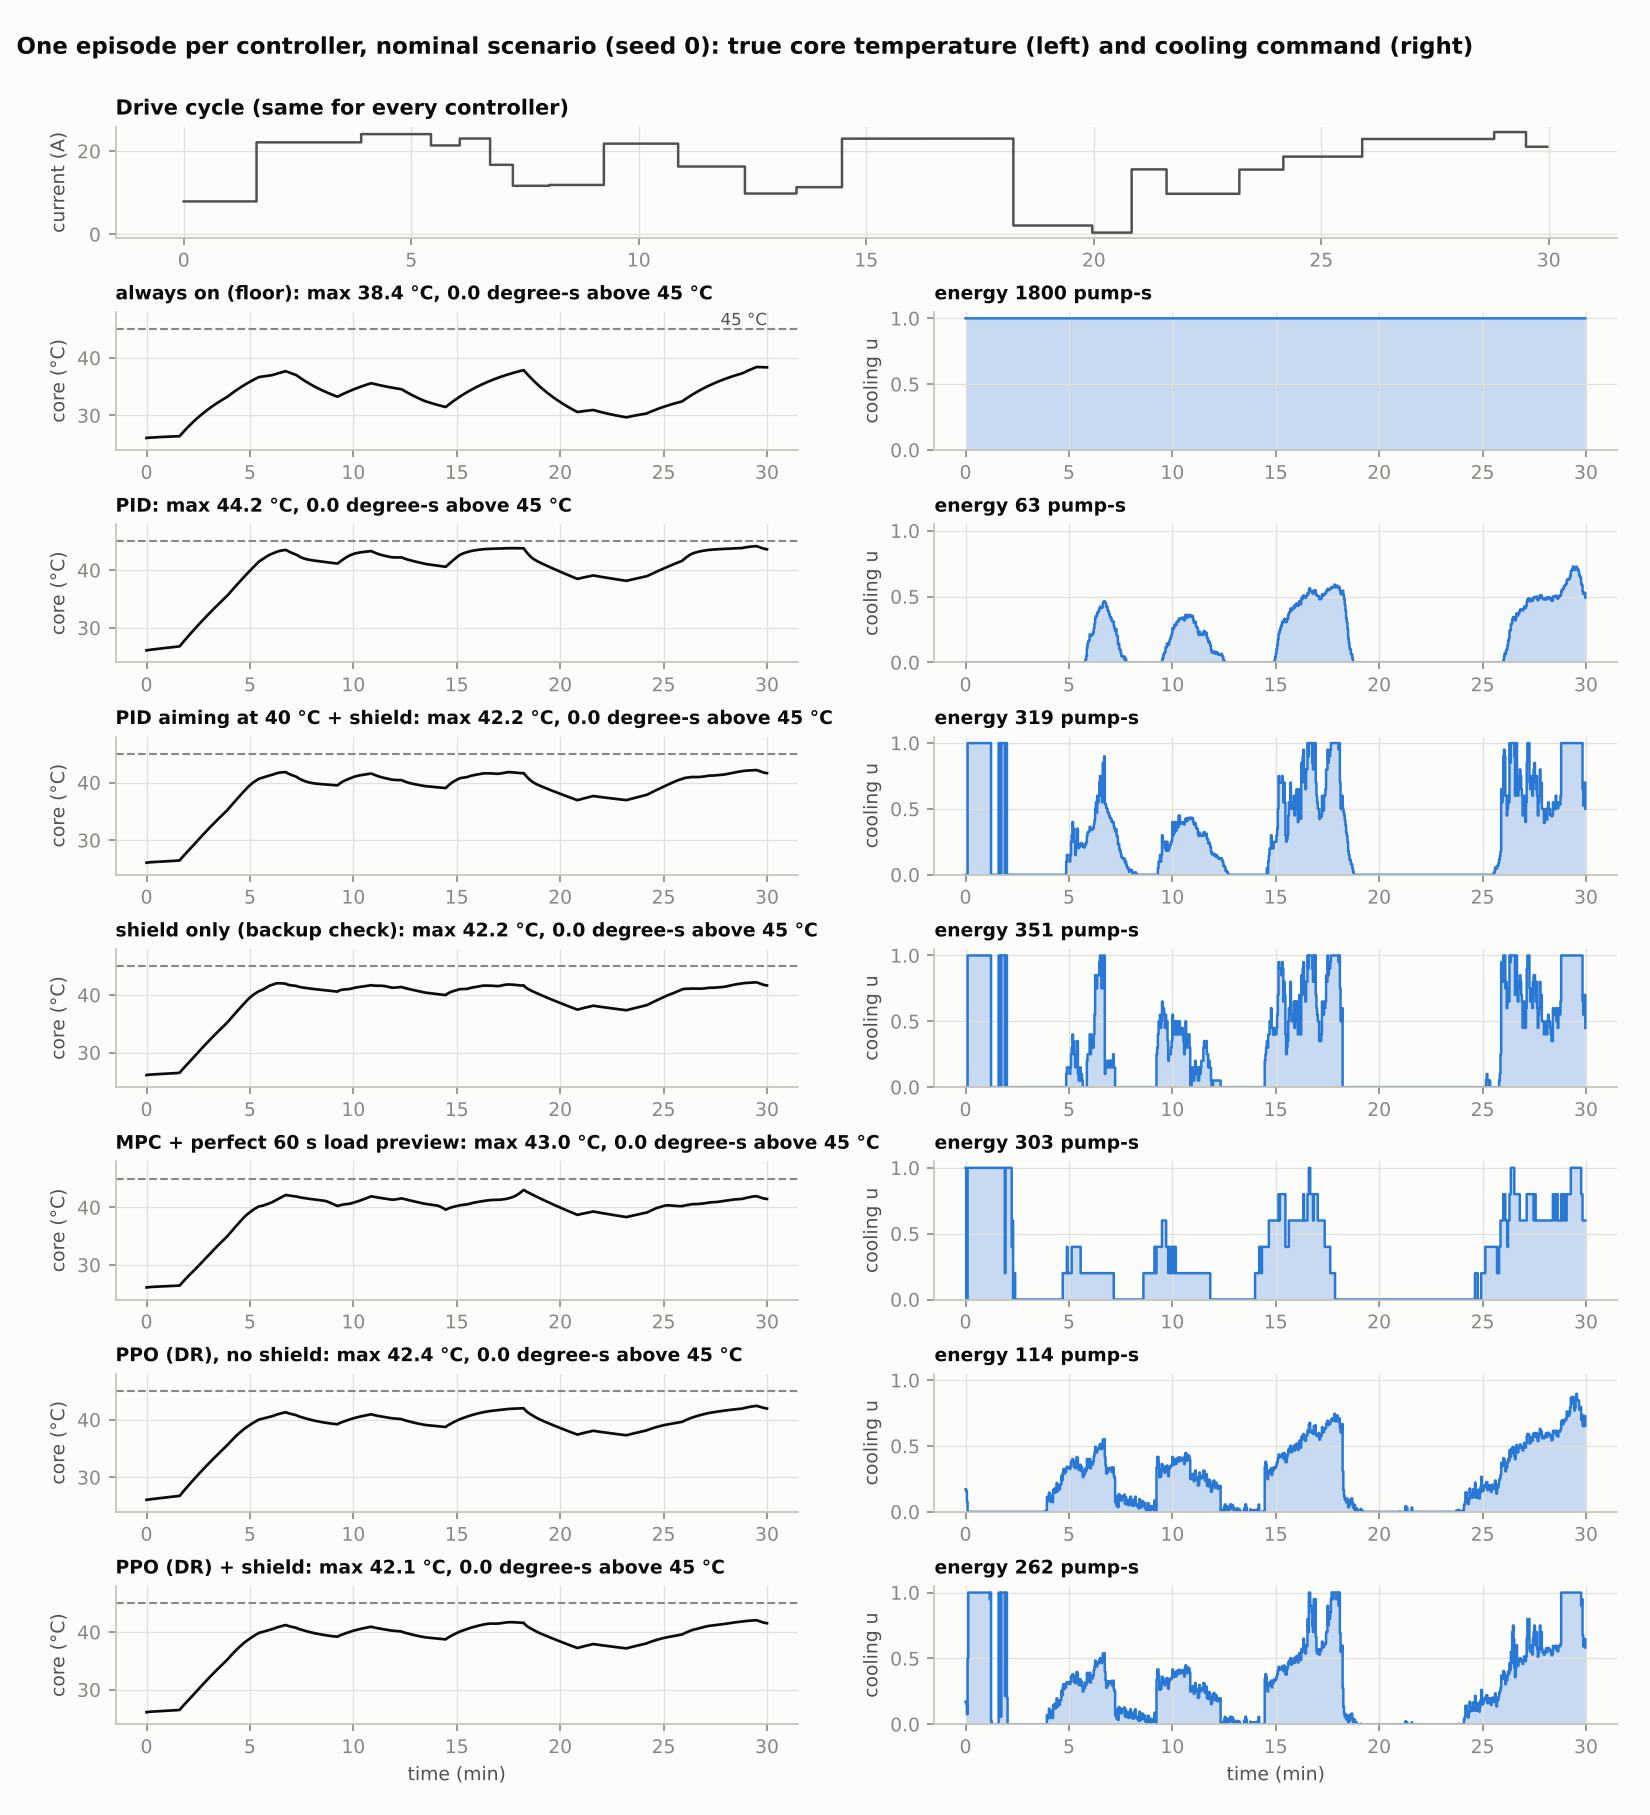 One episode per controller, nominal scenario (seed 0): true core temperature (left) and cooling command (right)
Drive cycle (same for every controller)
current (A)
20
0
0 5 10 15 20 25 30
always on (floor): max 38.4 °C, 0.0 degree-s above 45 °C
energy 1800 pump-s
45 °C
core (°C)
40
30
0 5 10 15 20 25 30
cooling u
1.0
0.5
0.0
0 5 10 15 20 25 30
PID: max 44.2 °C, 0.0 degree-s above 45 °C
energy 63 pump-s
core (°C)
40
30
0 5 10 15 20 25 30
cooling u
1.0
0.5
0.0
0 5 10 15 20 25 30
PID aiming at 40 °C + shield: max 42.2 °C, 0.0 degree-s above 45 °C
energy 319 pump-s
core (°C)
40
30
0 5 10 15 20 25 30
cooling u
1.0
0.5
0.0
0 5 10 15 20 25 30
shield only (backup check): max 42.2 °C, 0.0 degree-s above 45 °C
energy 351 pump-s
core (°C)
40
30
0 5 10 15 20 25 30
cooling u
1.0
0.5
0.0
0 5 10 15 20 25 30
MPC + perfect 60 s load preview: max 43.0 °C, 0.0 degree-s above 45 °C
energy 303 pump-s
core (°C)
40
30
0 5 10 15 20 25 30
cooling u
1.0
0.5
0.0
0 5 10 15 20 25 30
PPO (DR), no shield: max 42.4 °C, 0.0 degree-s above 45 °C
energy 114 pump-s
core (°C)
40
30
0 5 10 15 20 25 30
cooling u
1.0
0.5
0.0
0 5 10 15 20 25 30
PPO (DR) + shield: max 42.1 °C, 0.0 degree-s above 45 °C
energy 262 pump-s
core (°C)
40
30
0 5 10 15 20 25 30
time (min)
cooling u
1.0
0.5
0.0
0 5 10 15 20 25 30
time (min)